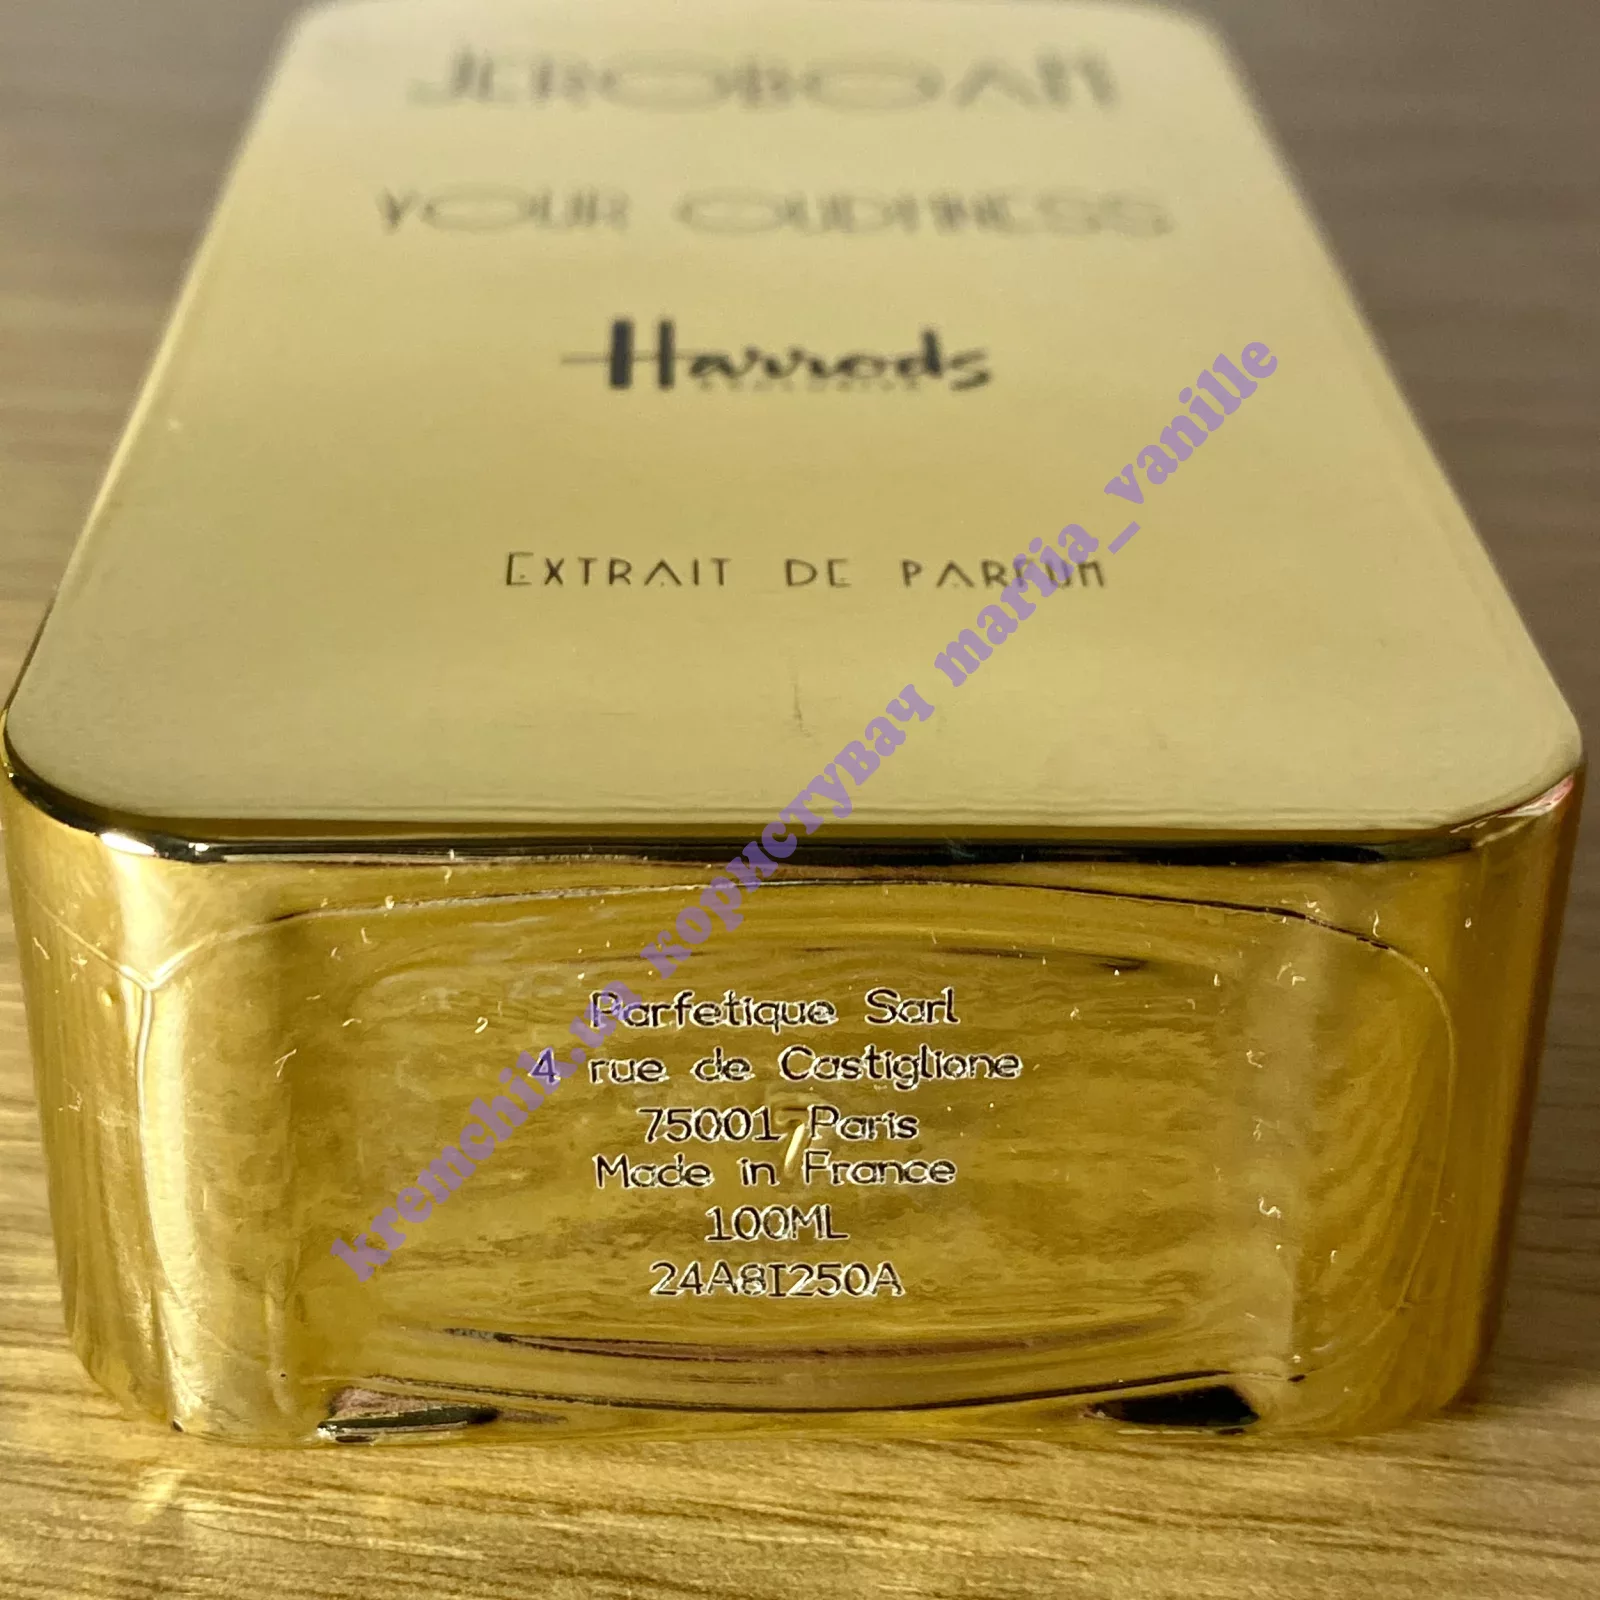 JEROBOAM
YOUR OUDNNESS
Harrods
EXTRAIT DE PARFUM
Parfetique Sarl
4 rue de Castiglione
75001 Paris
Made in France
100ML
24A8I250A
kremchik.ua користувач mariia_vanille